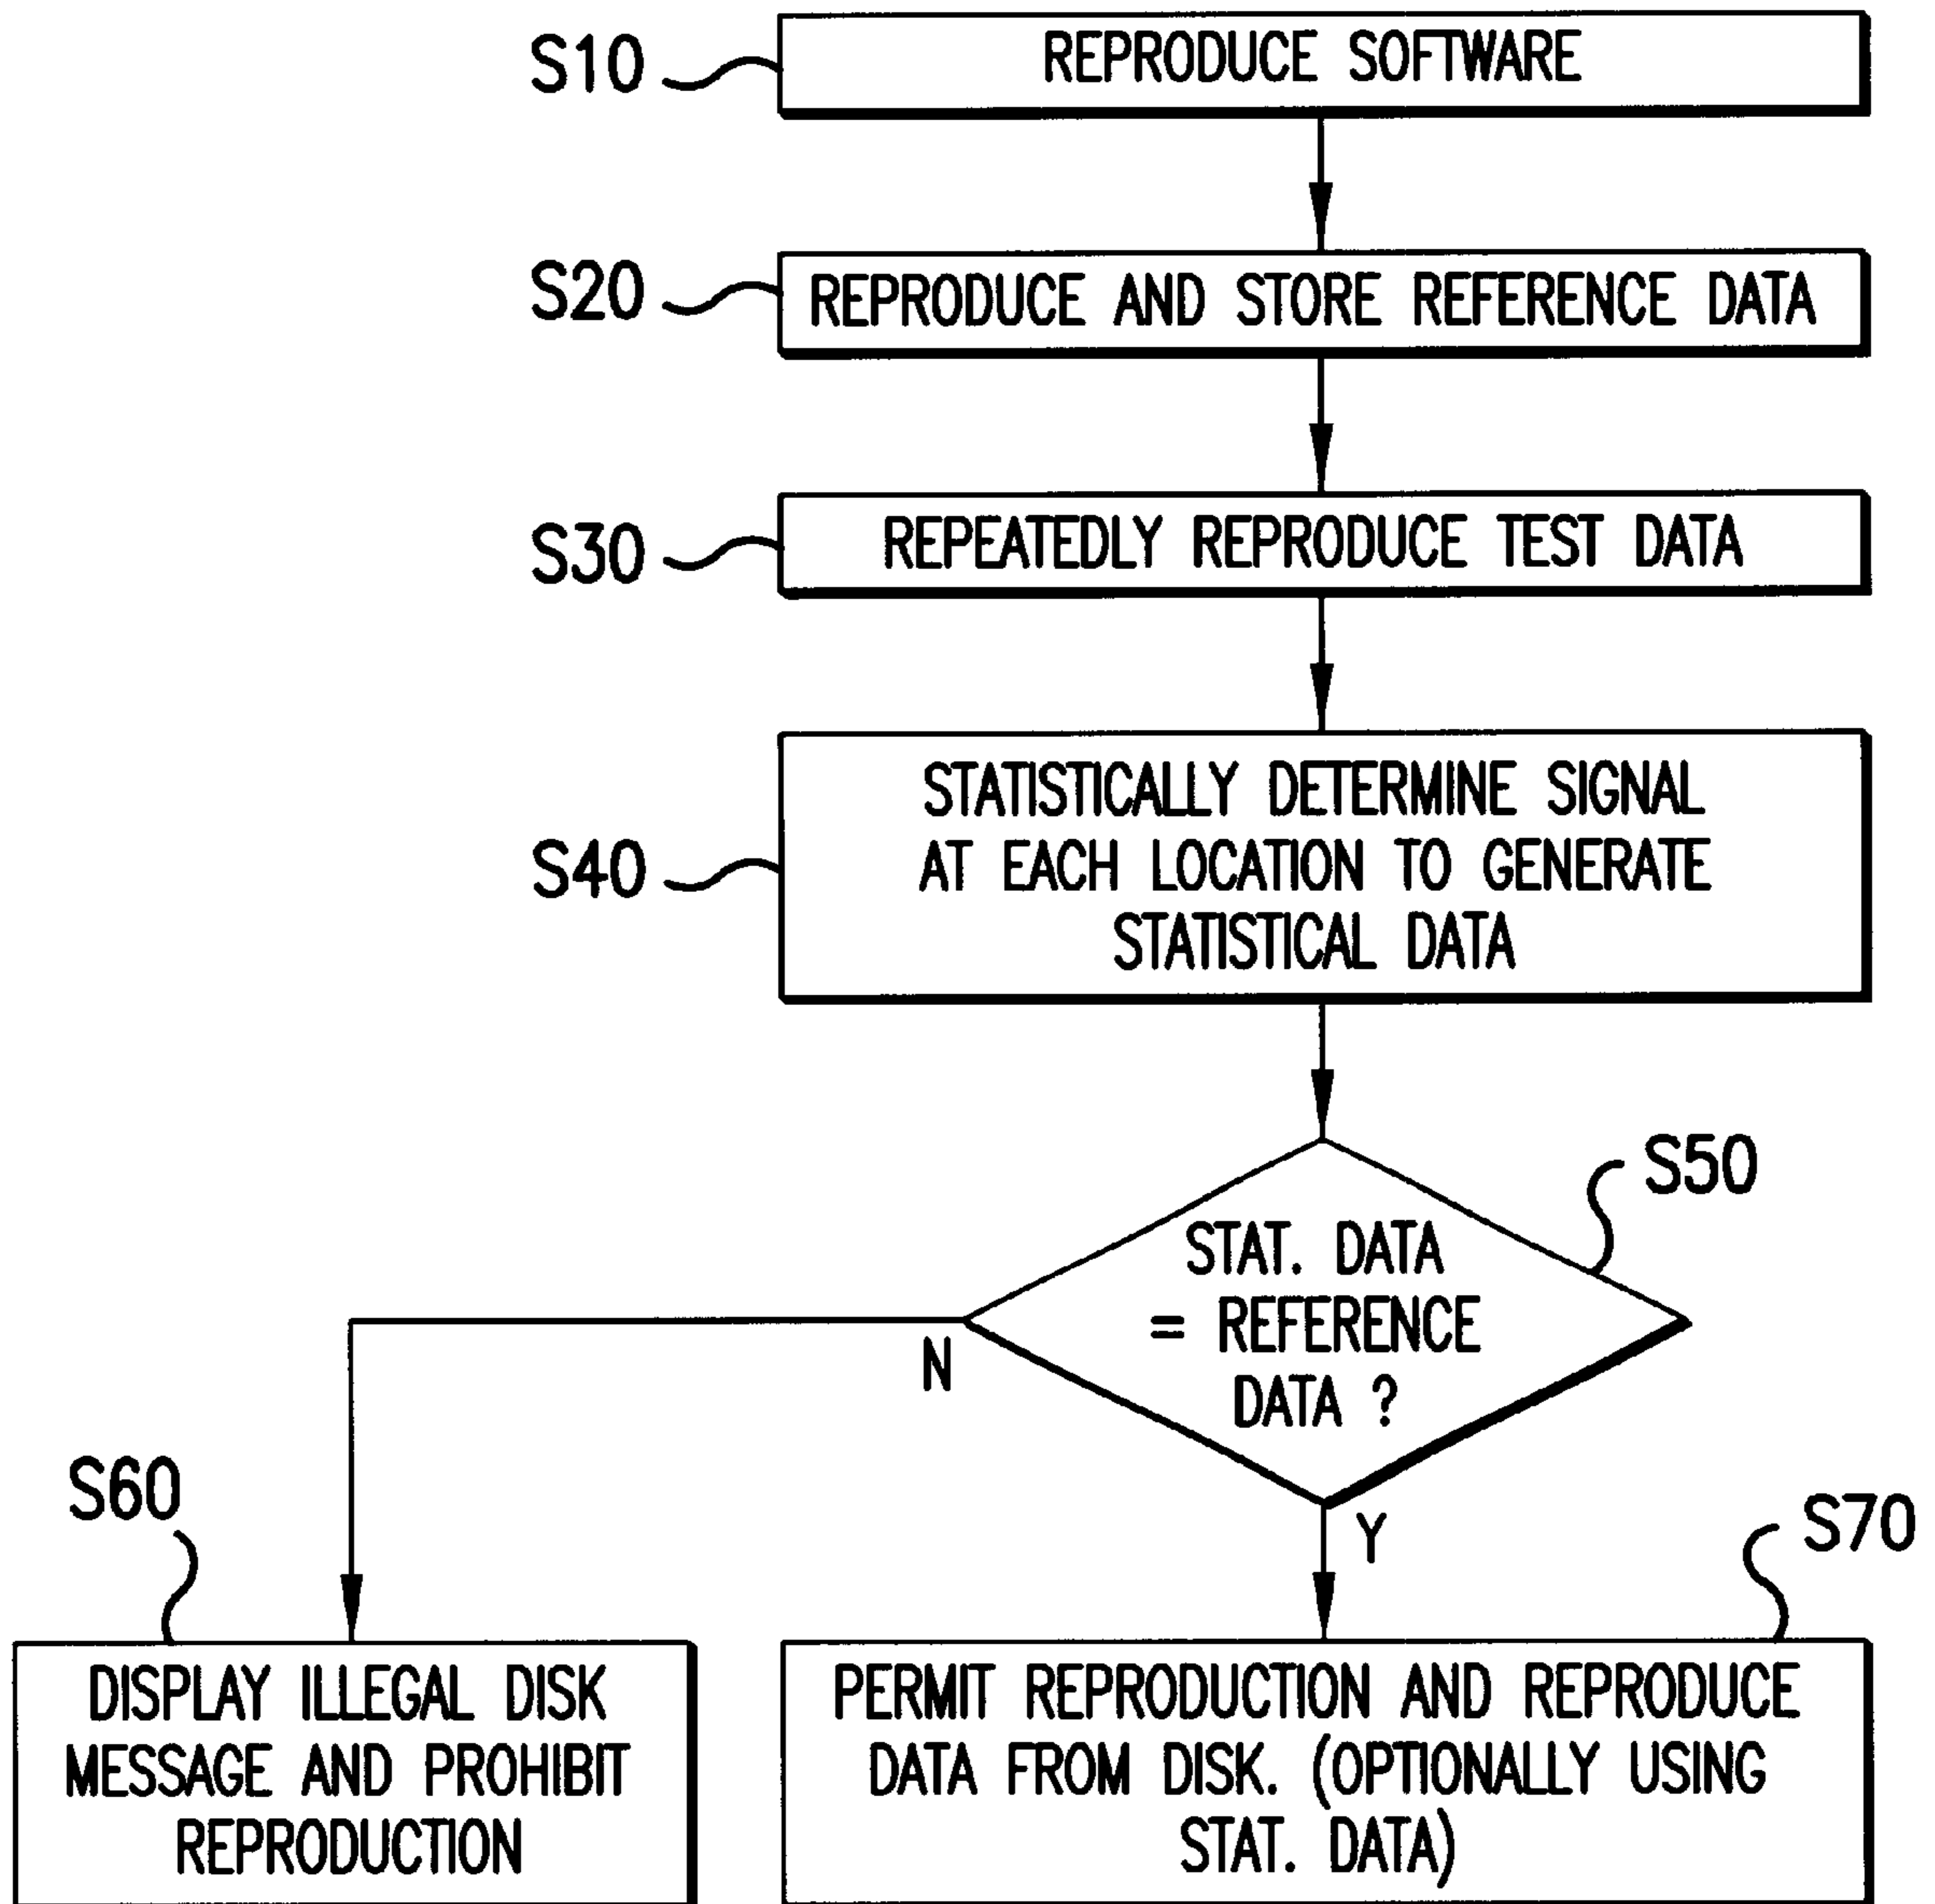 S10
REPRODUCE SOFTWARE
S20
REPRODUCE AND STORE REFERENCE DATA
S30
REPEATEDLY REPRODUCE TEST DATA
S40
STATISTICALLY DETERMINE SIGNAL
AT EACH LOCATION TO GENERATE
STATISTICAL DATA
S50
STAT. DATA
= REFERENCE
DATA ?
N
Y
S60
DISPLAY ILLEGAL DISK
MESSAGE AND PROHIBIT
REPRODUCTION
S70
PERMIT REPRODUCTION AND REPRODUCE
DATA FROM DISK. (OPTIONALLY USING
STAT. DATA)